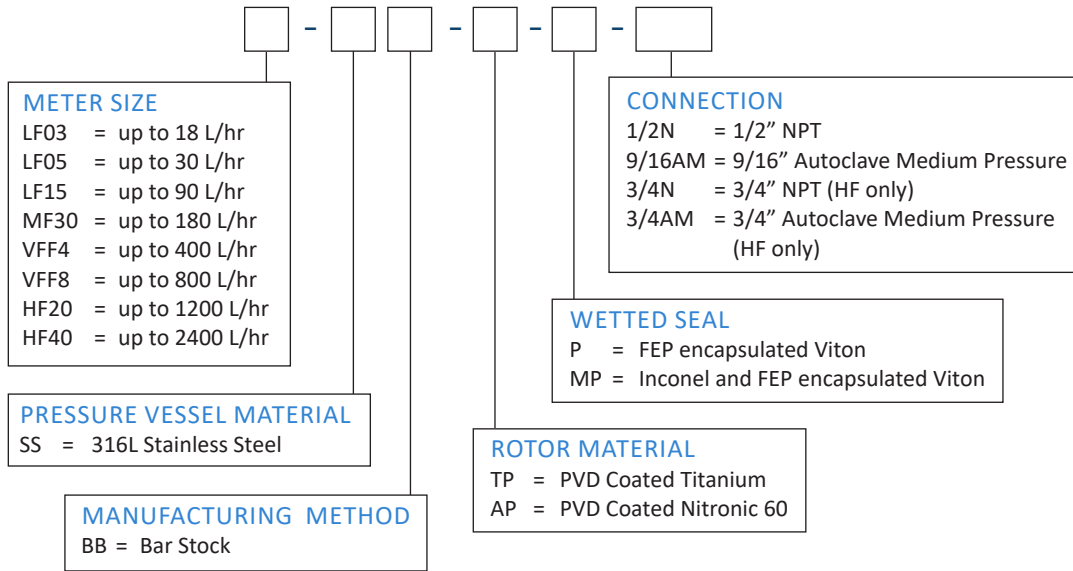 – – – –
METER SIZE
LF03 = up to 18 L/hr
LF05 = up to 30 L/hr
LF15 = up to 90 L/hr
MF30 = up to 180 L/hr
VFF4 = up to 400 L/hr
VFF8 = up to 800 L/hr
HF20 = up to 1200 L/hr
HF40 = up to 2400 L/hr
PRESSURE VESSEL MATERIAL
SS = 316L Stainless Steel
MANUFACTURING METHOD
BB = Bar Stock
ROTOR MATERIAL
TP = PVD Coated Titanium
AP = PVD Coated Nitronic 60
WETTED SEAL
P = FEP encapsulated Viton
MP = Inconel and FEP encapsulated Viton
CONNECTION
1/2N = 1/2” NPT
9/16AM = 9/16” Autoclave Medium Pressure
3/4N = 3/4” NPT (HF only)
3/4AM = 3/4” Autoclave Medium Pressure
(HF only)